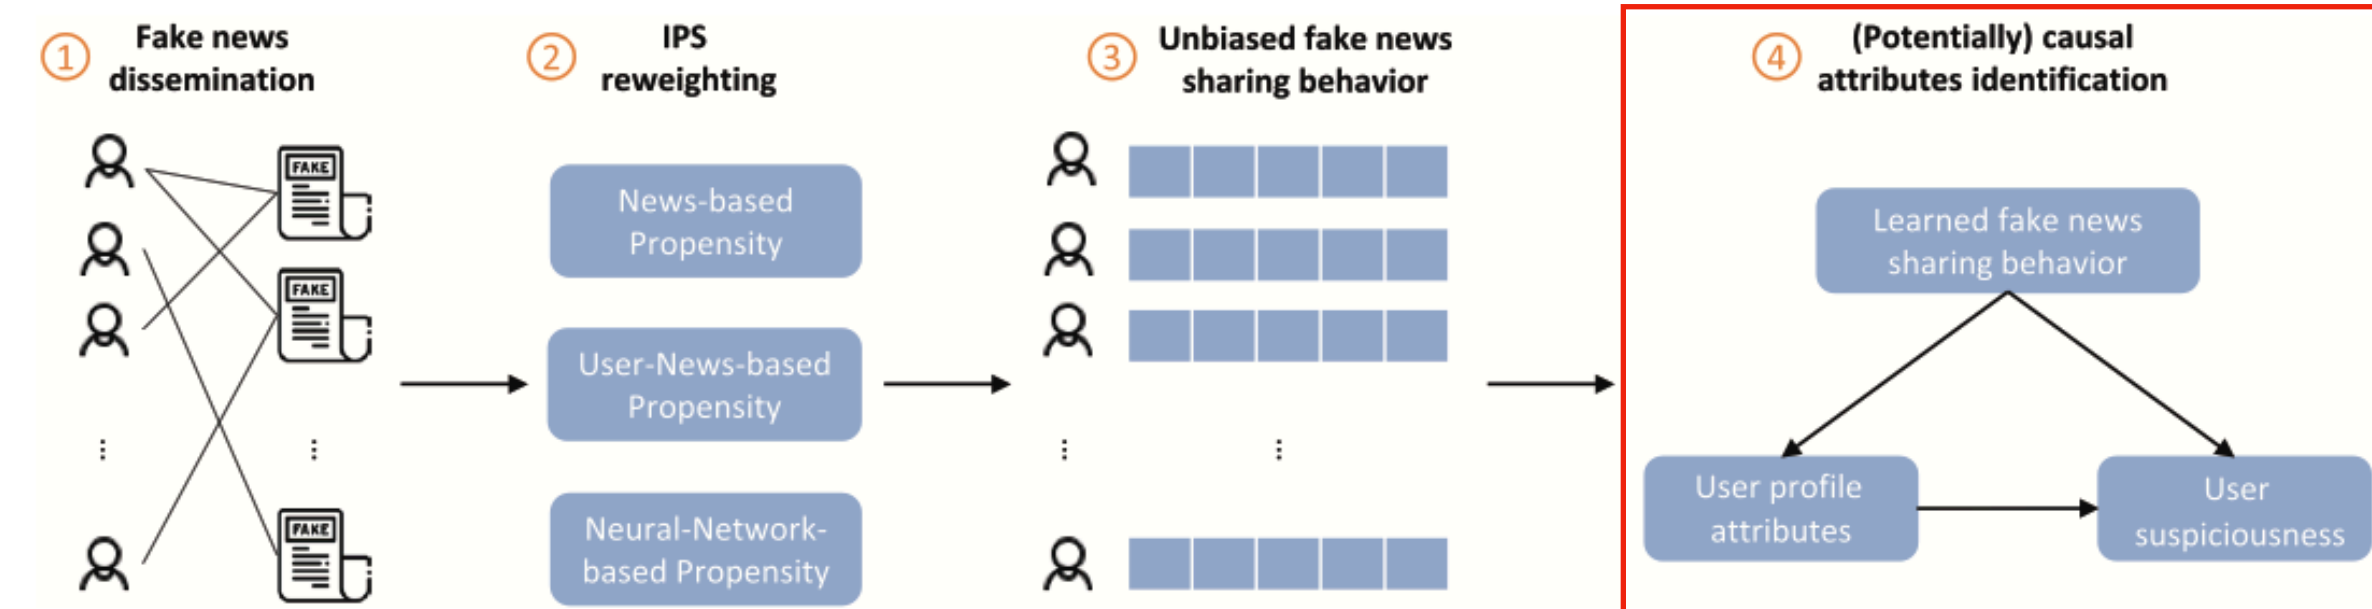 1 Fake news
dissemination
FAKE
FAKE
FAKE
2 IPS
reweighting
News-based
Propensity
User-News-based
Propensity
Neural-Network-
based Propensity
3 Unbiased fake news
sharing behavior
4 (Potentially) causal
attributes identification
Learned fake news
sharing behavior
User profile
attributes
User
suspiciousness